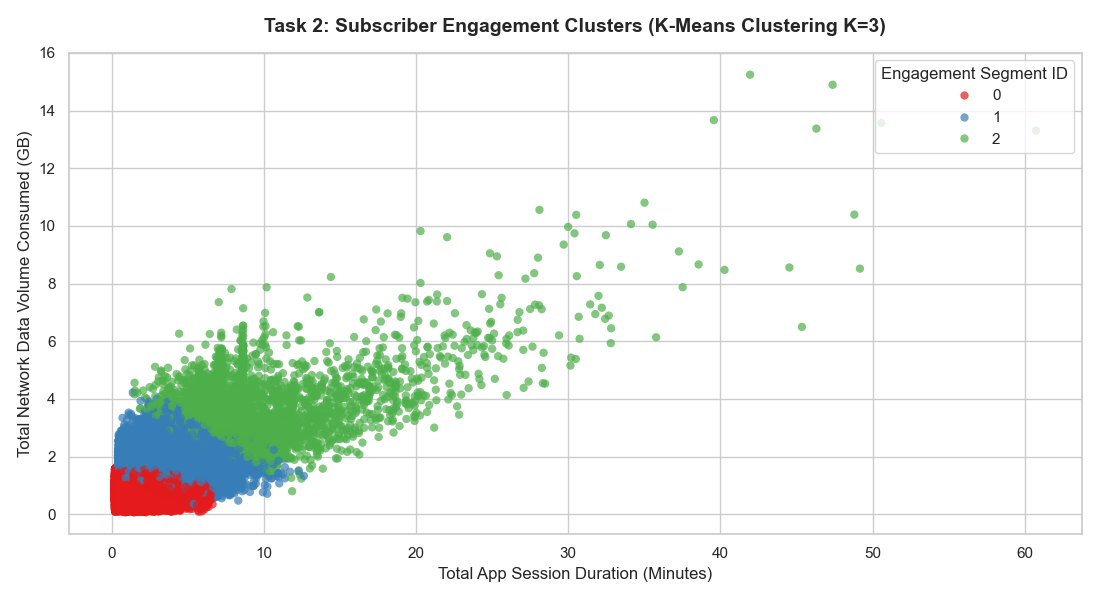 Task 2: Subscriber Engagement Clusters (K-Means Clustering K=3)
Engagement Segment ID
0
1
2
Total Network Data Volume Consumed (GB)
16
14
12
10
8
6
4
2
0
0 10 20 30 40 50 60
Total App Session Duration (Minutes)